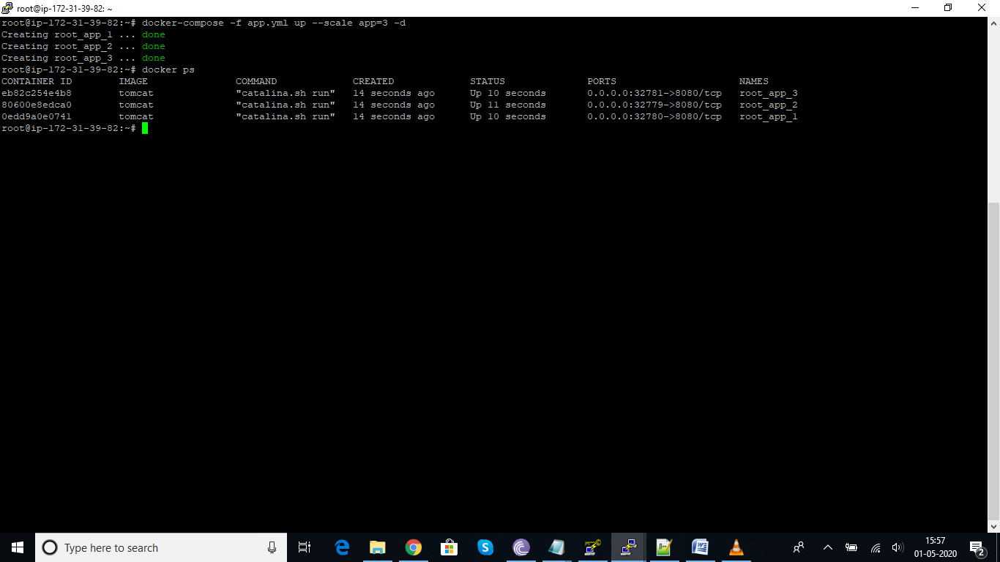 root@ip-172-31-39-82: ~
root@ip-172-31-39-82:~# docker-compose -f app.yml up --scale app=3 -d
Creating root_app_1 ... done
Creating root_app_2 ... done
Creating root_app_3 ... done
root@ip-172-31-39-82:~# docker ps
CONTAINER ID        IMAGE               COMMAND             CREATED             STATUS              PORTS                     NAMES
eb82c254e4b8        tomcat              "catalina.sh run"   14 seconds ago      Up 10 seconds       0.0.0.0:32781->8080/tcp   root_app_3
80600e8edca0        tomcat              "catalina.sh run"   14 seconds ago      Up 11 seconds       0.0.0.0:32779->8080/tcp   root_app_2
0edd9a0e0741        tomcat              "catalina.sh run"   14 seconds ago      Up 10 seconds       0.0.0.0:32780->8080/tcp   root_app_1
root@ip-172-31-39-82:~#
Type here to search
15:57
01-05-2020
2